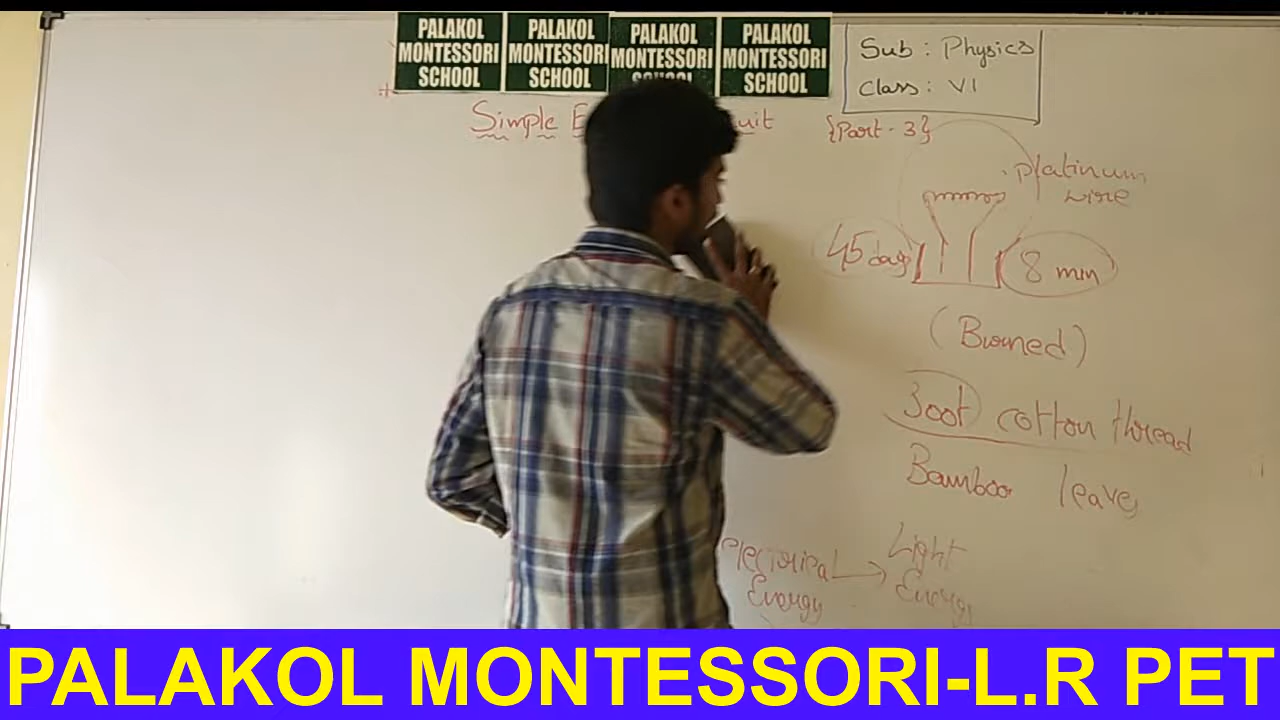 PALAKOL
MONTESSORI
SCHOOL
PALAKOL
MONTESSORI
SCHOOL
PALAKOL
MONTESSORI
SCHOOL
PALAKOL
MONTESSORI
SCHOOL
Sub : Physics
Class : VI
Simple E uit {Part - 3}
platinum
wire
45 days 8 min
(Burned)
300t cotton thread
Bamboo leaves
Electrical Energy → Light Energy
PALAKOL MONTESSORI-L.R PET